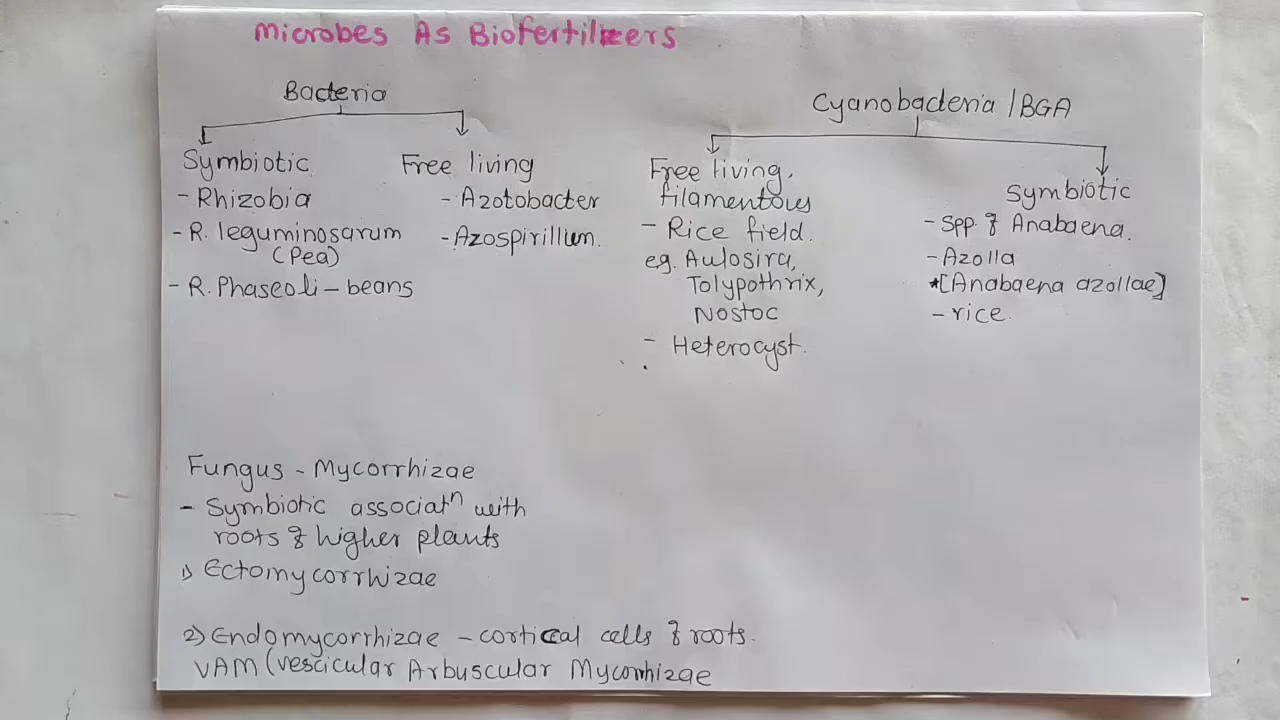 Microbes As Biofertilizers
Bacteria
Symbiotic
- Rhizobia
- R. leguminosarum
(Pea)
- R. Phaseoli - beans
Free living
- Azotobacter
- Azospirillum.
Cyanobacteria / BGA
Free living,
filamentous
- Rice field.
eg. Aulosira,
Tolypothrix,
Nostoc
- Heterocyst.
Symbiotic
- Spp. of Anabaena.
- Azolla
*[Anabaena azollae]
- rice.
Fungus - Mycorrhizae
- Symbiotic associatⁿ with
roots of higher plants
1) Ectomycorrhizae
2) Endomycorrhizae - cortical cells of roots.
VAM (vescicular Arbuscular Mycorrhizae